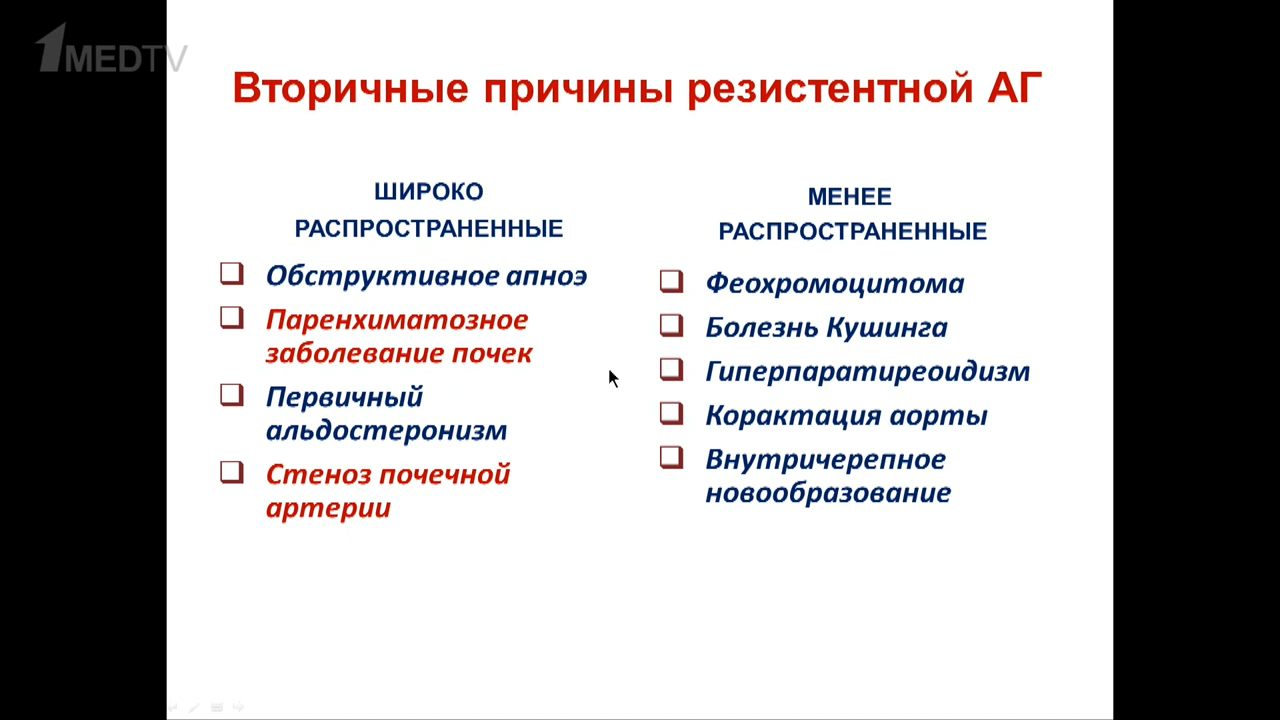 1MEDTV
Вторичные причины резистентной АГ
ШИРОКО
РАСПРОСТРАНЕННЫЕ
Обструктивное апноэ
Паренхиматозное
заболевание почек
Первичный
альдостеронизм
Стеноз почечной
артерии
МЕНЕЕ
РАСПРОСТРАНЕННЫЕ
Феохромоцитома
Болезнь Кушинга
Гиперпаратиреоидизм
Корактация аорты
Внутричерепное
новообразование